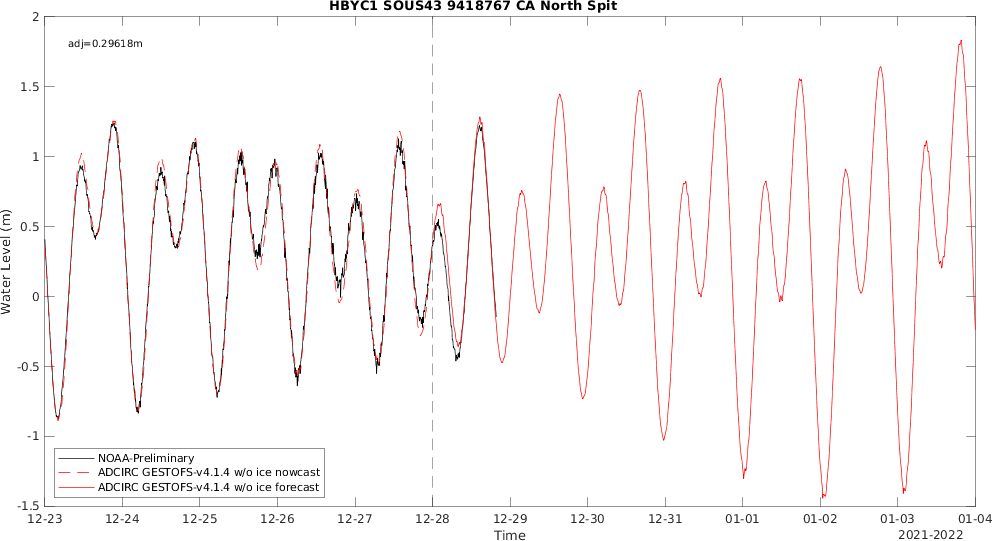 HBYC1 SOUS43 9418767 CA North Spit
adj=0.29618m
2
1.5
1
0.5
0
-0.5
-1
-1.5
Water Level (m)
NOAA-Preliminary
ADCIRC GESTOFS-v4.1.4 w/o ice nowcast
ADCIRC GESTOFS-v4.1.4 w/o ice forecast
12-23 12-24 12-25 12-26 12-27 12-28 12-29 12-30 12-31 01-01 01-02 01-03 01-04
Time
2021-2022